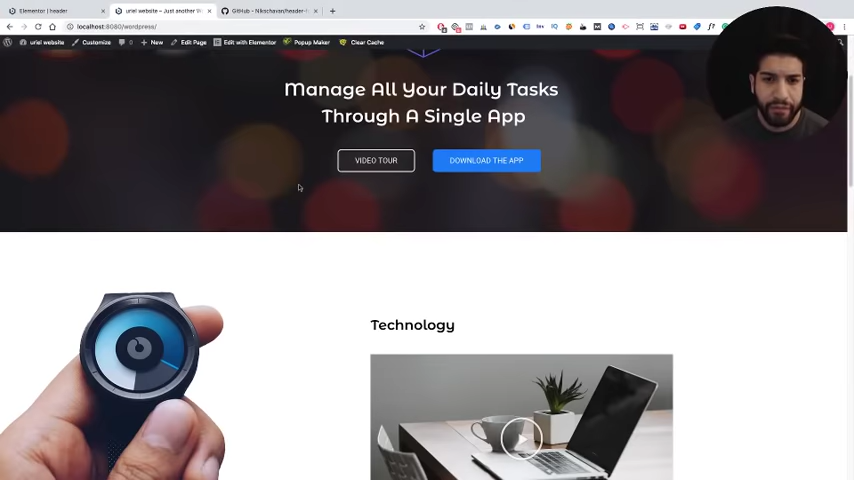 Elementor | header
uriel website – Just another W
GitHub - Nikschavan/header-f
localhost:8080/wordpress/
uriel website
Customize
0
New
Edit Page
Edit with Elementor
Popup Maker
Clear Cache
Manage All Your Daily Tasks
Through A Single App
VIDEO TOUR
DOWNLOAD THE APP
Technology